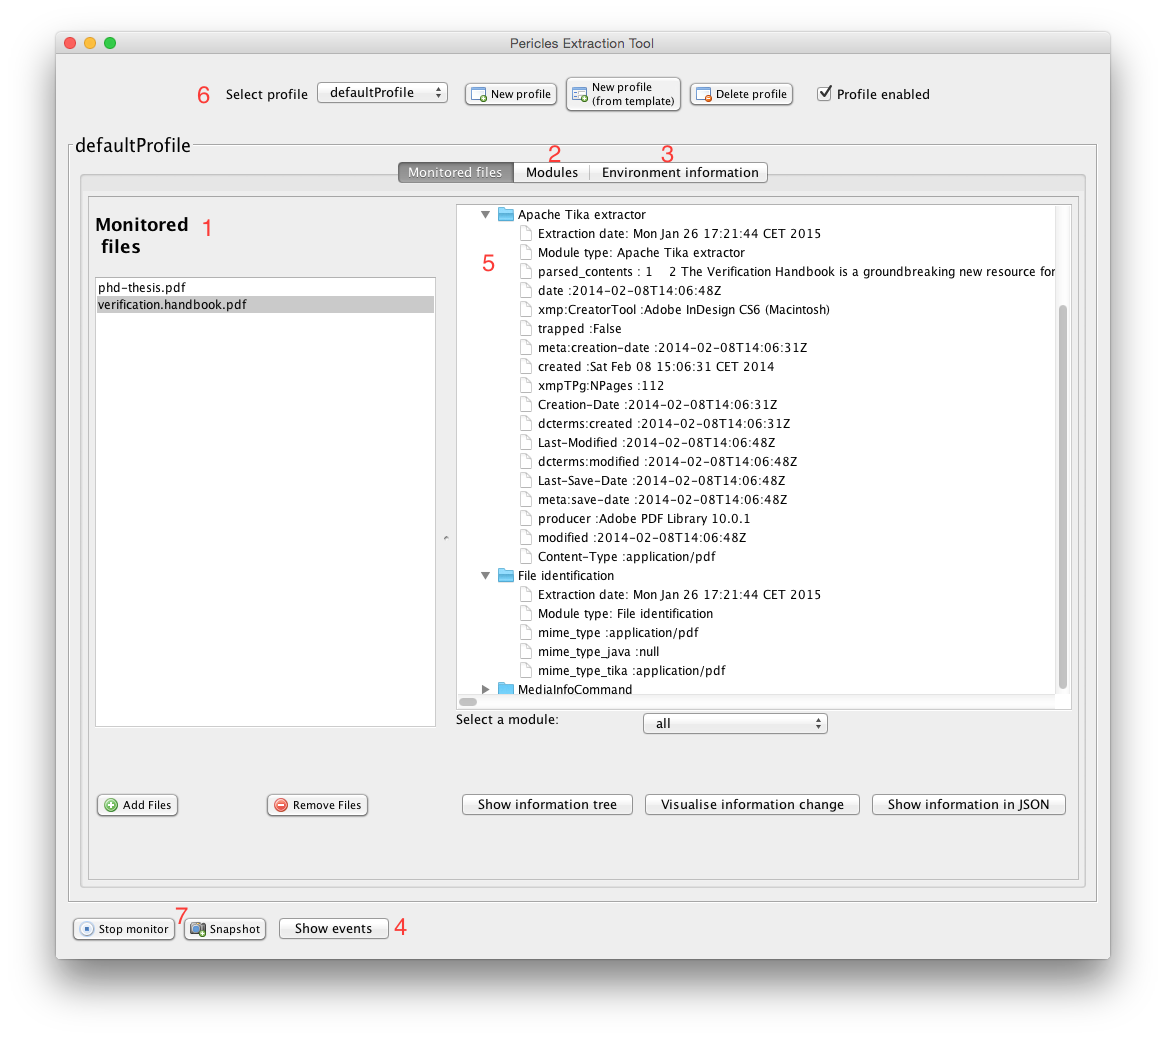 Pericles Extraction Tool
6 Select profile defaultProfile New profile New profile (from template) Delete profile Profile enabled
defaultProfile
2 3
Monitored files Modules Environment information
Monitored 1
files
phd-thesis.pdf
verification.handbook.pdf
Apache Tika extractor
Extraction date: Mon Jan 26 17:21:44 CET 2015
Module type: Apache Tika extractor
5
parsed_contents : 1 2 The Verification Handbook is a groundbreaking new resource for
date :2014-02-08T14:06:48Z
xmp:CreatorTool :Adobe InDesign CS6 (Macintosh)
trapped :False
meta:creation-date :2014-02-08T14:06:31Z
created :Sat Feb 08 15:06:31 CET 2014
xmpTPg:NPages :112
Creation-Date :2014-02-08T14:06:31Z
dcterms:created :2014-02-08T14:06:31Z
Last-Modified :2014-02-08T14:06:48Z
dcterms:modified :2014-02-08T14:06:48Z
Last-Save-Date :2014-02-08T14:06:48Z
meta:save-date :2014-02-08T14:06:48Z
producer :Adobe PDF Library 10.0.1
modified :2014-02-08T14:06:48Z
Content-Type :application/pdf
File identification
Extraction date: Mon Jan 26 17:21:44 CET 2015
Module type: File identification
mime_type :application/pdf
mime_type_java :null
mime_type_tika :application/pdf
MediaInfoCommand
Select a module: all
Add Files Remove Files Show information tree Visualise information change Show information in JSON
7
Stop monitor Snapshot Show events 4